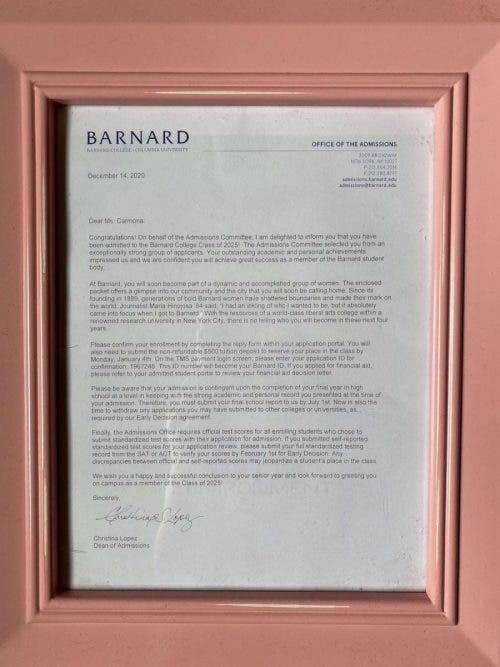 BARNARD
BARNARD COLLEGE • COLUMBIA UNIVERSITY
OFFICE OF THE ADMISSIONS
3009 BROADWAY
NEW YORK, NY 10027
admissions.barnard.edu
admissions@barnard.edu
December 14, 2020
Dear Ms. Carmona:
Congratulations! On behalf of the Admissions Committee, I am delighted to inform you that you have
been admitted to the Barnard College Class of 2025! The Admissions Committee selected you from an
exceptionally strong group of applicants. Your outstanding academic and personal achievements
impressed us and we are confident you will achieve great success as a member of the Barnard student
body.
At Barnard, you will soon become part of a dynamic and accomplished group of women. The enclosed
packet offers a glimpse into our community and the city that you will soon be calling home. Since its
founding in 1889, generations of bold Barnard women have shattered boundaries and made their mark on
the world. Journalist Maria Hinojosa '84 said, "I had an inkling of who I wanted to be, but it absolutely
came into focus when I got to Barnard." With the resources of a world-class liberal arts college within a
renowned research university in New York City, there is no telling who you will become in these next four
years.
Please confirm your enrollment by completing the reply form within your application portal. You will
also need to submit the non-refundable $500 tuition deposit to reserve your place in the class by
Monday, January 4th. On the TMS payment login screen, please enter your application ID for
confirmation: 1967248. This ID number will become your Barnard ID. If you applied for financial aid,
please refer to your admitted student portal to review your financial aid decision letter.
Please be aware that your admission is contingent upon the completion of your final year in high
school at a level in keeping with the strong academic and personal record you presented at the time of
your admission. Therefore, you must submit your final school report to us by July 1st. Now is also the
time to withdraw any applications you may have submitted to other colleges or universities, as
required by our Early Decision agreement.
Finally, the Admissions Office requires official test scores for all enrolling students who chose to
submit standardized test scores with their application for admission. If you submitted self-reported
standardized test scores for your application review, please submit your full standardized testing
record from the SAT or ACT to verify your scores by February 1st for Early Decision. Any
discrepancies between official and self-reported scores may jeopardize a student's place in the class.
We wish you a happy and successful conclusion to your senior year and look forward to greeting you
on campus as a member of the Class of 2025!
Sincerely,
Christina Lopez
Christina Lopez
Dean of Admissions